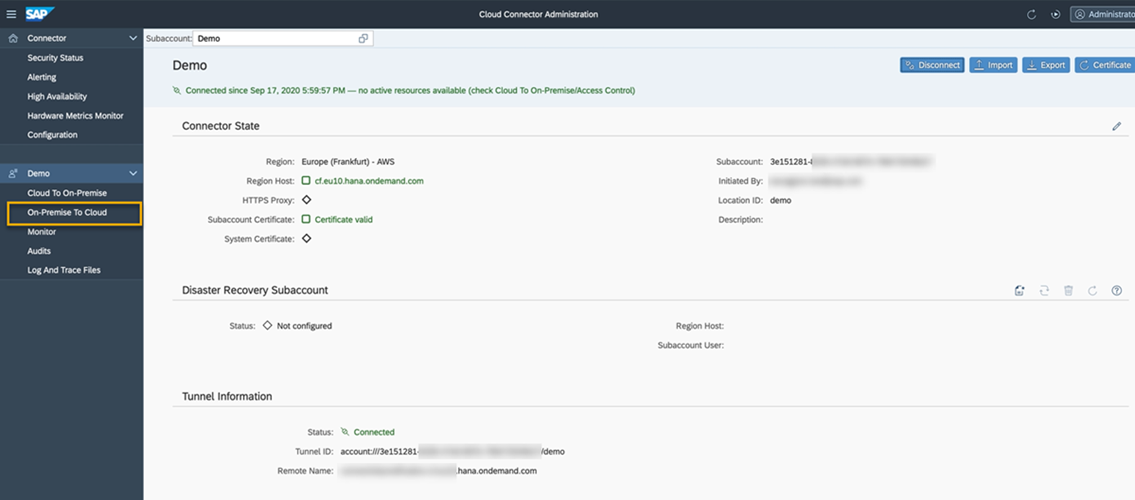 SAP Cloud Connector Administration Administrato
Connector
Security Status
Alerting
High Availability
Hardware Metrics Monitor
Configuration
Demo
Cloud To On-Premise
On-Premise To Cloud
Monitor
Audits
Log And Trace Files
Subaccount: Demo
Demo
Disconnect Import Export Certificate
Connected since Sep 17, 2020 5:59:57 PM — no active resources available (check Cloud To On-Premise/Access Control)
Connector State
Region: Europe (Frankfurt) - AWS
Region Host: cf.eu10.hana.ondemand.com
HTTPS Proxy:
Subaccount Certificate: Certificate valid
System Certificate:
Subaccount: 3e151281-
Initiated By:
Location ID: demo
Description:
Disaster Recovery Subaccount
Status: Not configured
Region Host:
Subaccount User:
Tunnel Information
Status: Connected
Tunnel ID: account:///3e151281- /demo
Remote Name: .hana.ondemand.com